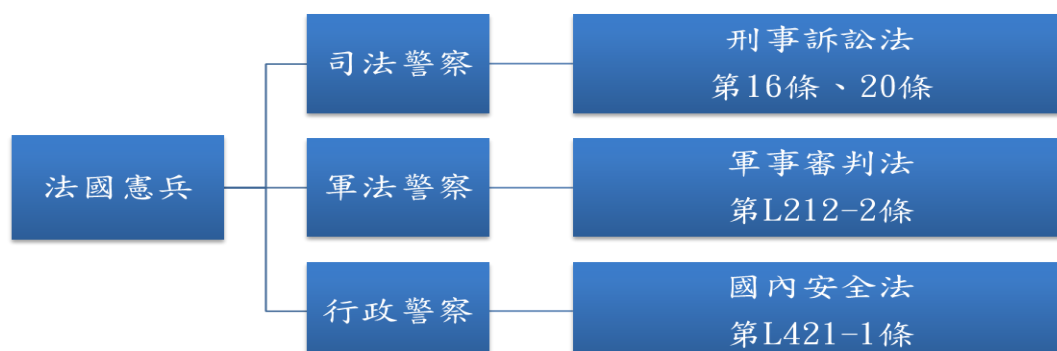 法國憲兵
司法警察
刑事訴訟法
第16條、20條
軍法警察
軍事審判法
第L212-2條
行政警察
國內安全法
第L421-1條